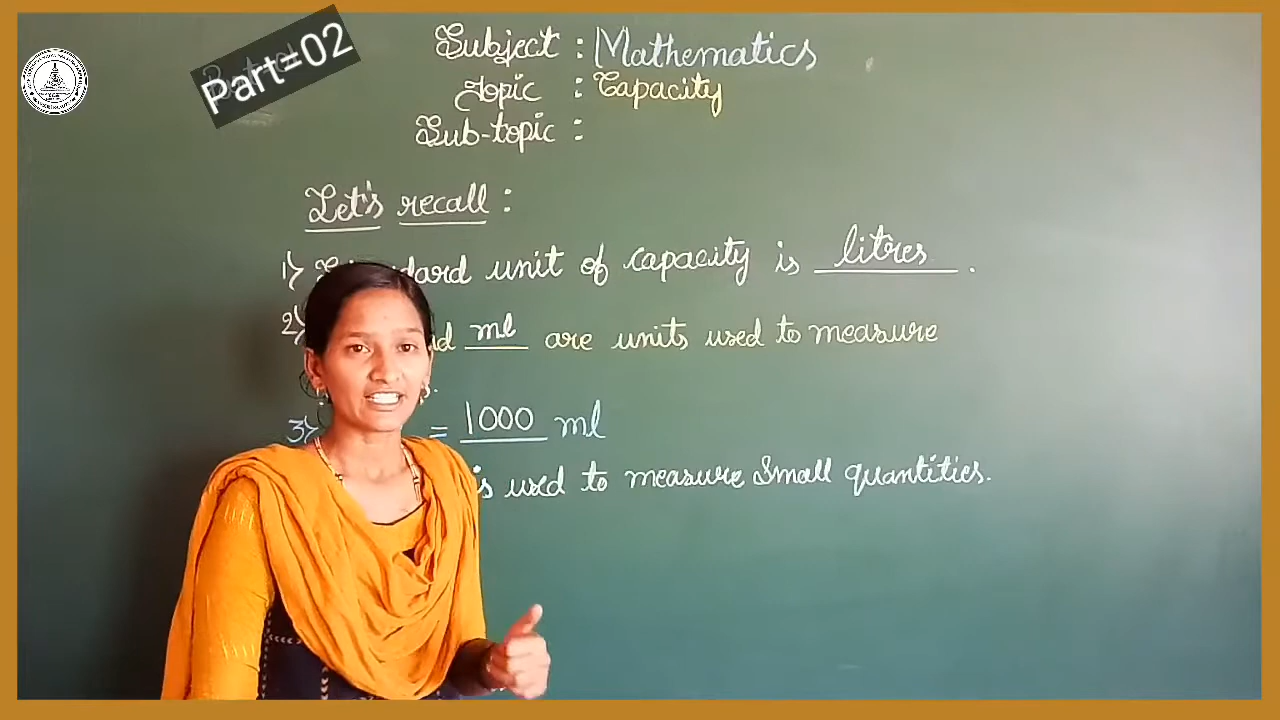 Part=02
Subject : Mathematics
Topic : Capacity
Sub-topic :
Let's recall :
1) Standard unit of capacity is litres .
2) ml are units used to measure
3) = 1000 ml
is used to measure Small quantities.